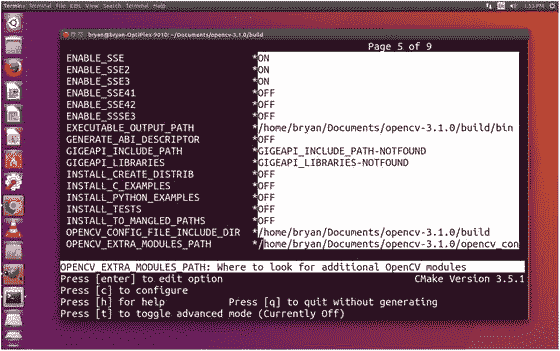 Terminal Terminal File Edit View Search Terminal Help 1:53 PM
bryan@bryan-OptiPlex-9010: ~/Documents/opencv-3.1.0/build
Page 5 of 9
ENABLE_SSE *ON
ENABLE_SSE2 *ON
ENABLE_SSE3 *ON
ENABLE_SSE41 *OFF
ENABLE_SSE42 *OFF
ENABLE_SSSE3 *OFF
EXECUTABLE_OUTPUT_PATH */home/bryan/Documents/opencv-3.1.0/build/bin
GENERATE_ABI_DESCRIPTOR *OFF
GIGEAPI_INCLUDE_PATH *GIGEAPI_INCLUDE_PATH-NOTFOUND
GIGEAPI_LIBRARIES *GIGEAPI_LIBRARIES-NOTFOUND
INSTALL_CREATE_DISTRIB *OFF
INSTALL_C_EXAMPLES *OFF
INSTALL_PYTHON_EXAMPLES *OFF
INSTALL_TESTS *OFF
INSTALL_TO_MANGLED_PATHS *OFF
OPENCV_CONFIG_FILE_INCLUDE_DIR */home/bryan/Documents/opencv-3.1.0/build
OPENCV_EXTRA_MODULES_PATH */home/bryan/Documents/opencv-3.1.0/opencv_con
OPENCV_EXTRA_MODULES_PATH: Where to look for additional OpenCV modules
Press [enter] to edit option CMake Version 3.5.1
Press [c] to configure
Press [h] for help Press [q] to quit without generating
Press [t] to toggle advanced mode (Currently Off)